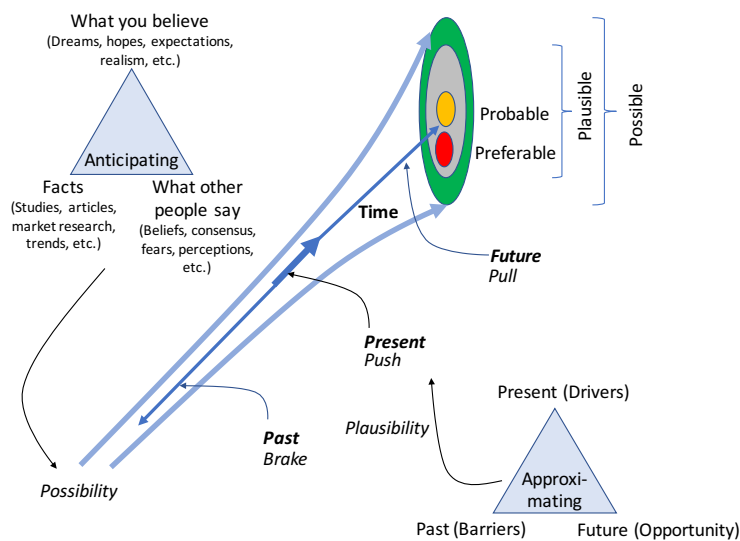 What you believe
(Dreams, hopes, expectations,
realism, etc.)
Anticipating
Facts
(Studies, articles,
market research,
trends, etc.)
What other
people say
(Beliefs, consensus,
fears, perceptions,
etc.)
Probable
Preferable
Plausible
Possible
Time
Future
Pull
Present
Push
Past
Brake
Possibility
Plausibility
Present (Drivers)
Approxi-
mating
Past (Barriers)
Future (Opportunity)